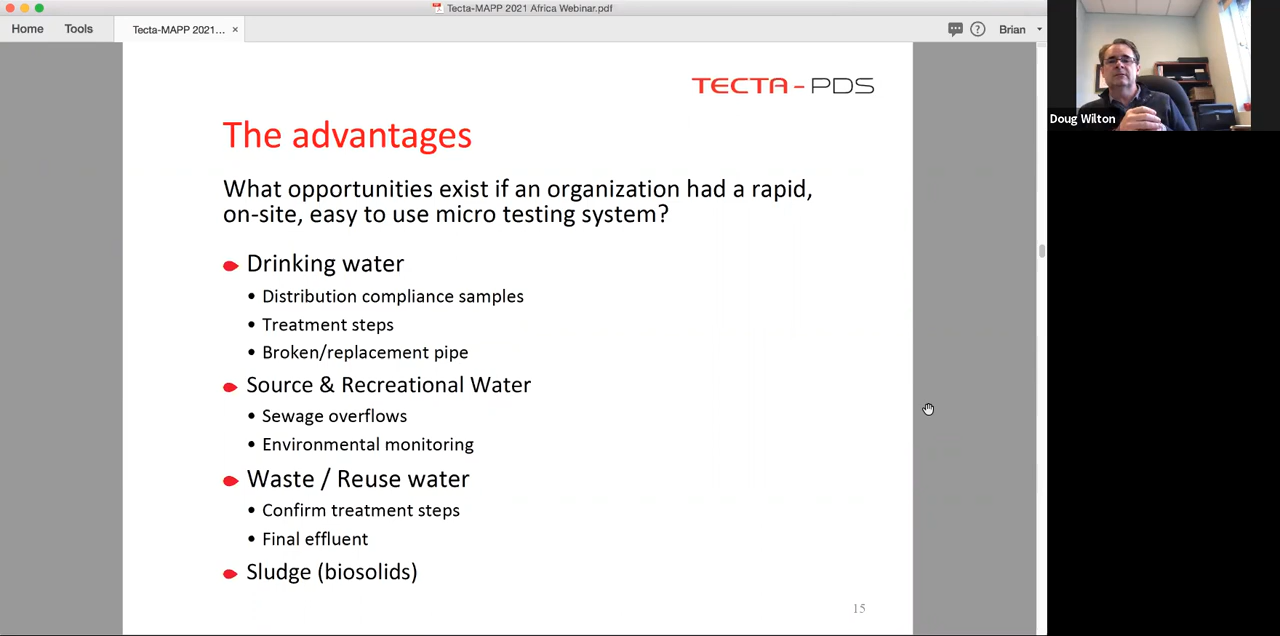 Tecta-MAPP 2021 Africa Webinar.pdf
Home Tools Tecta-MAPP 2021... × ? Brian
TECTA-PDS
The advantages
What opportunities exist if an organization had a rapid,
on-site, easy to use micro testing system?
Drinking water
• Distribution compliance samples
• Treatment steps
• Broken/replacement pipe
Source & Recreational Water
• Sewage overflows
• Environmental monitoring
Waste / Reuse water
• Confirm treatment steps
• Final effluent
Sludge (biosolids)
15
Doug Wilton